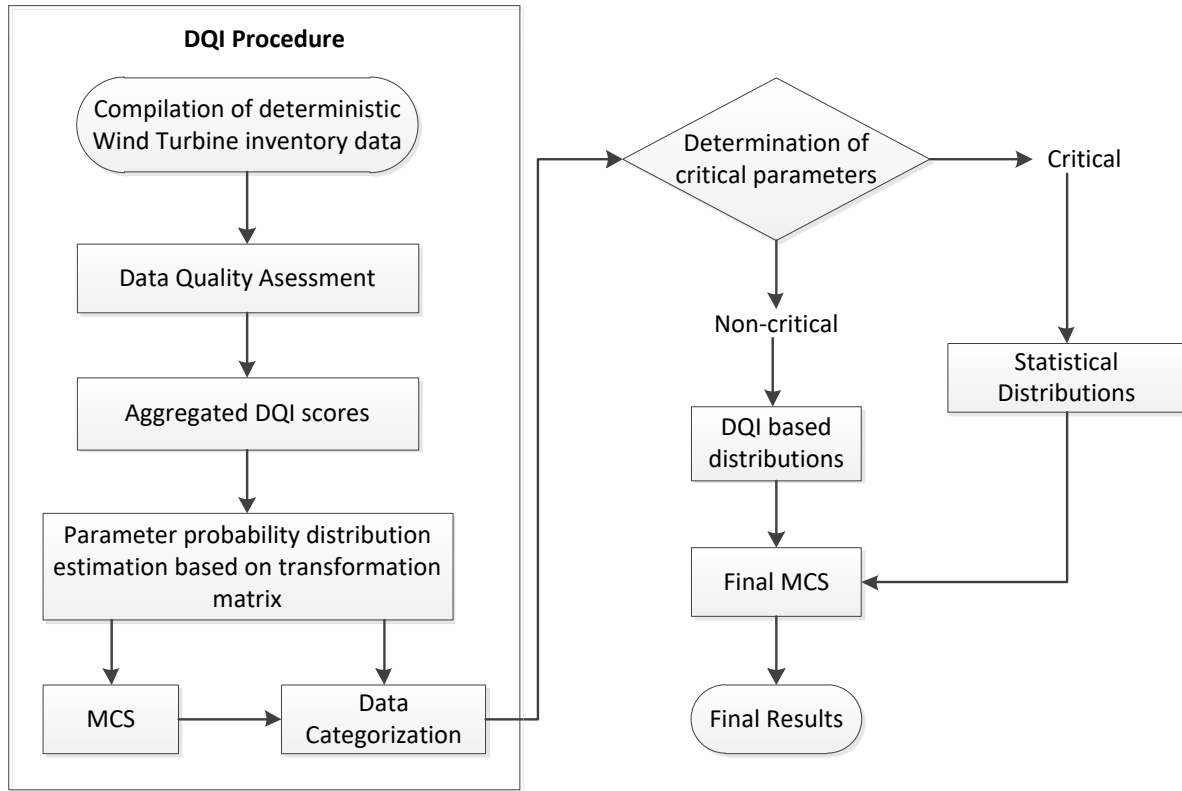 DQI Procedure
Compilation of deterministic
Wind Turbine inventory data
Data Quality Asessment
Aggregated DQI scores
Parameter probability distribution
estimation based on transformation
matrix
MCS
Data
Categorization
Determination of
critical parameters
Critical
Non-critical
Statistical
Distributions
DQI based
distributions
Final MCS
Final Results